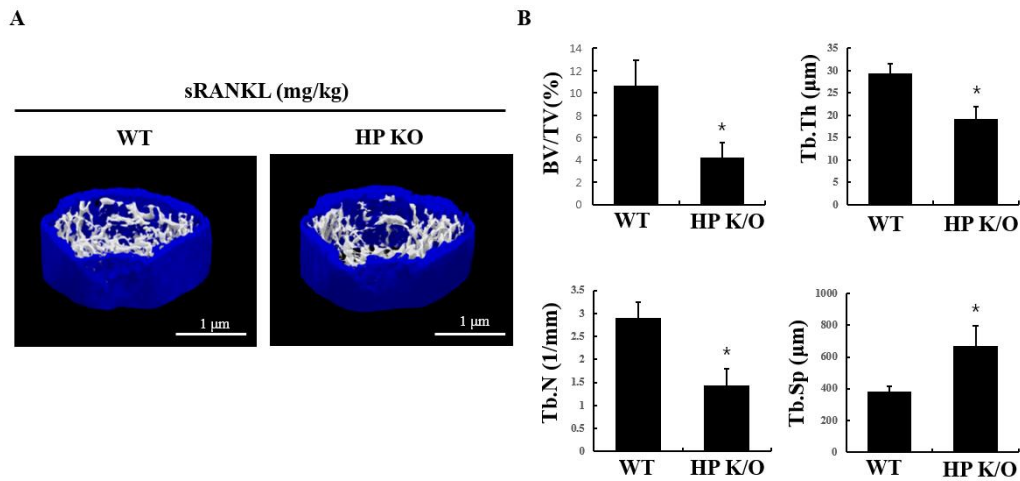 A
B
sRANKL (mg/kg)
WT
HP KO
1 µm
1 µm
BV/TV(%)
14
12
10
8
6
4
2
0
*
WT
HP K/O
Tb.Th (µm)
35
30
25
20
15
10
5
0
*
WT
HP K/O
Tb.N (1/mm)
3.5
3
2.5
2
1.5
1
0.5
0
*
WT
HP K/O
Tb.Sp (µm)
1000
800
600
400
200
0
*
WT
HP K/O